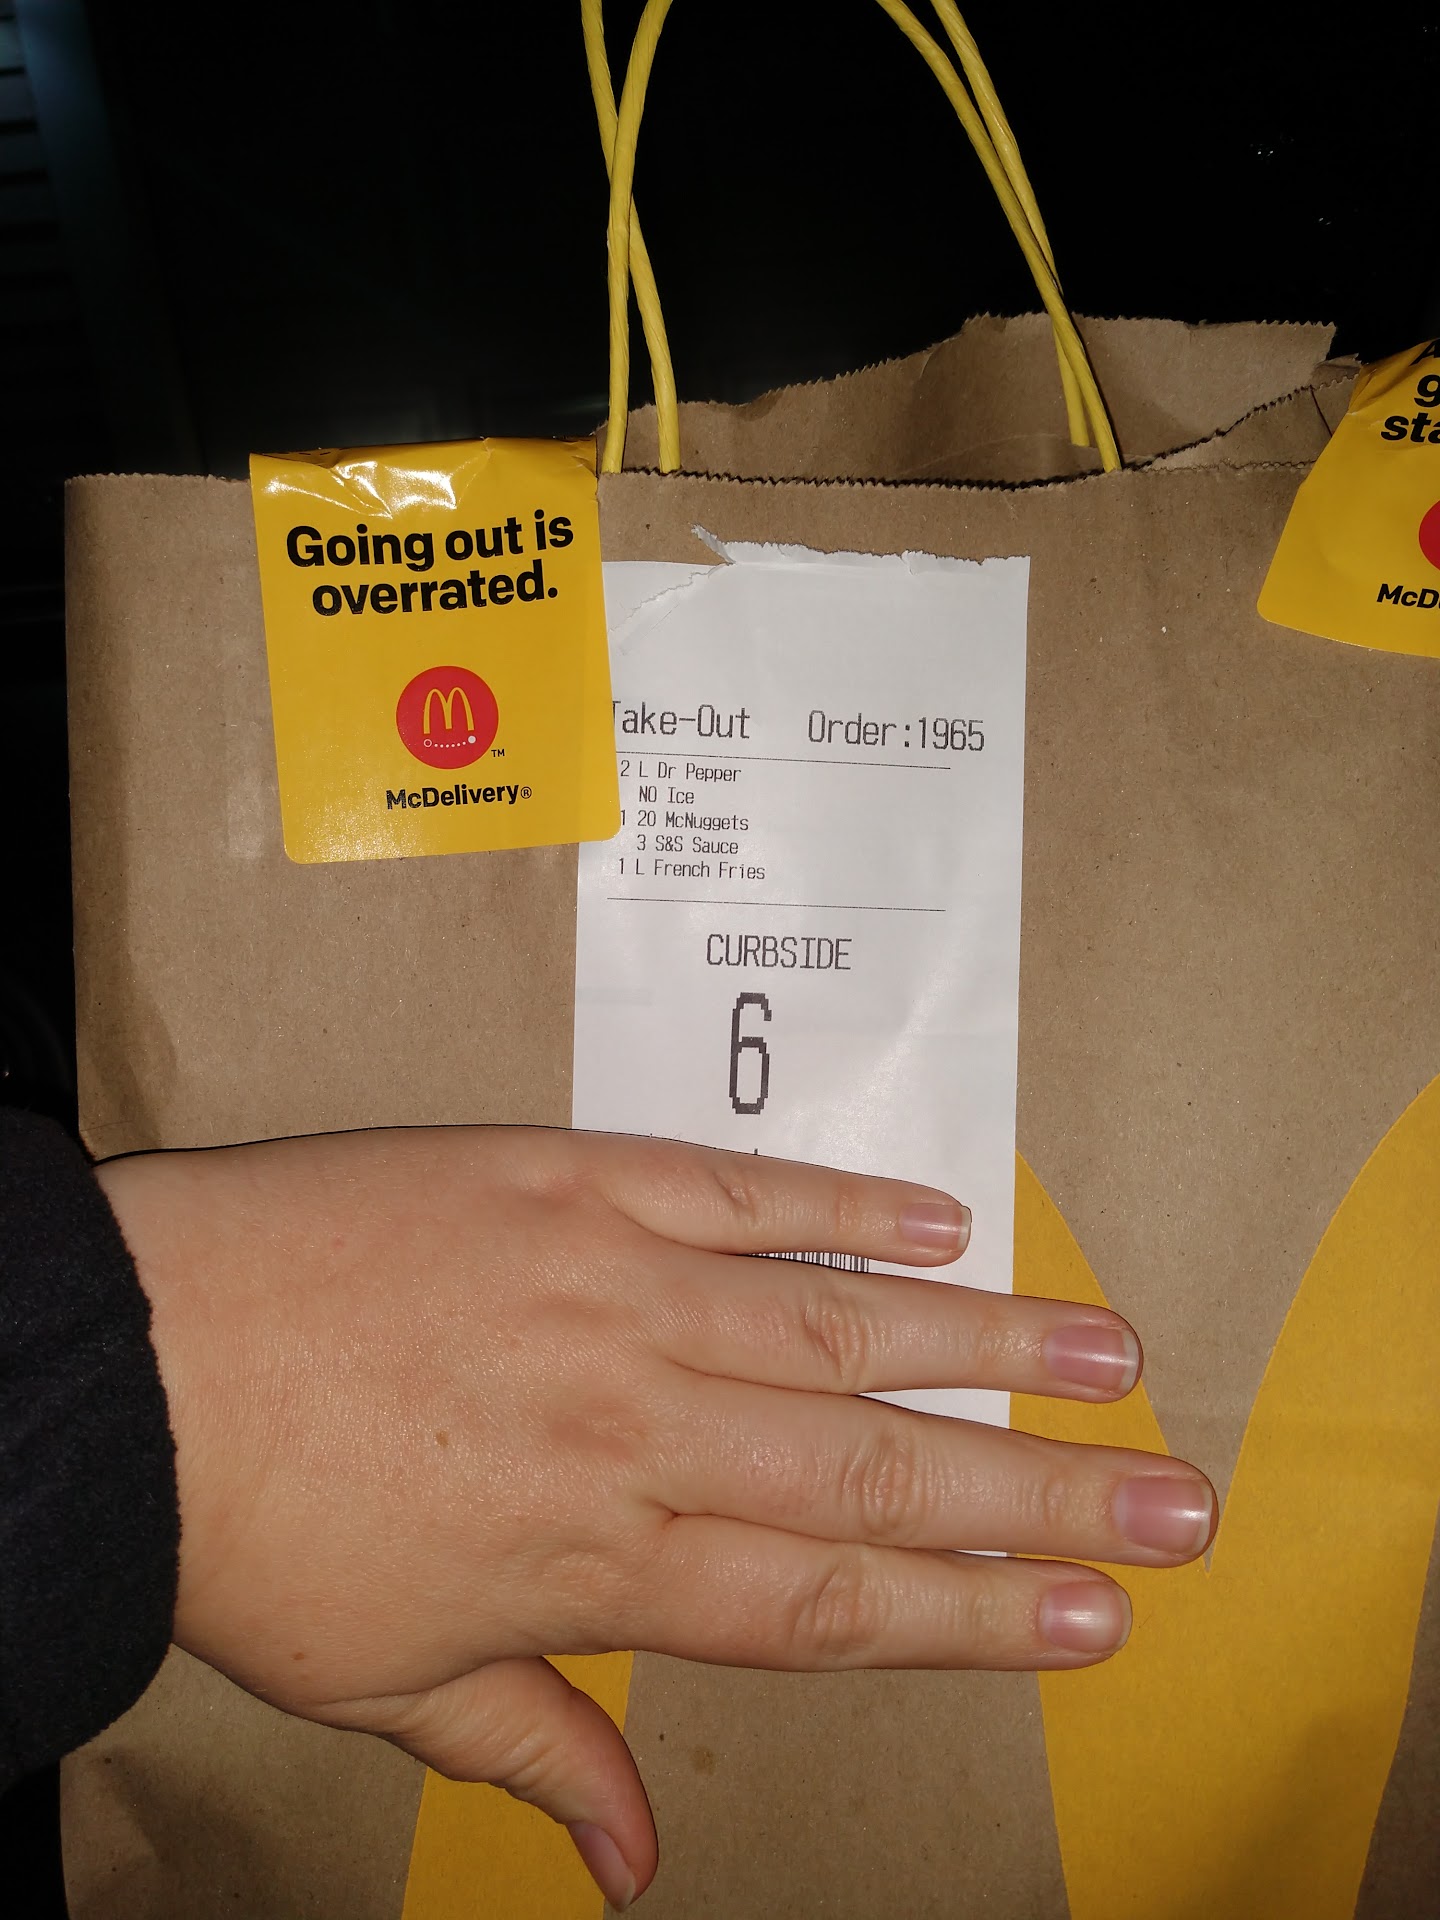 Going out is
overrated.
TM
McDelivery®
Take-Out Order:1965
2 L Dr Pepper
NO Ice
1 20 McNuggets
3 S&S Sauce
1 L French Fries
CURBSIDE
6